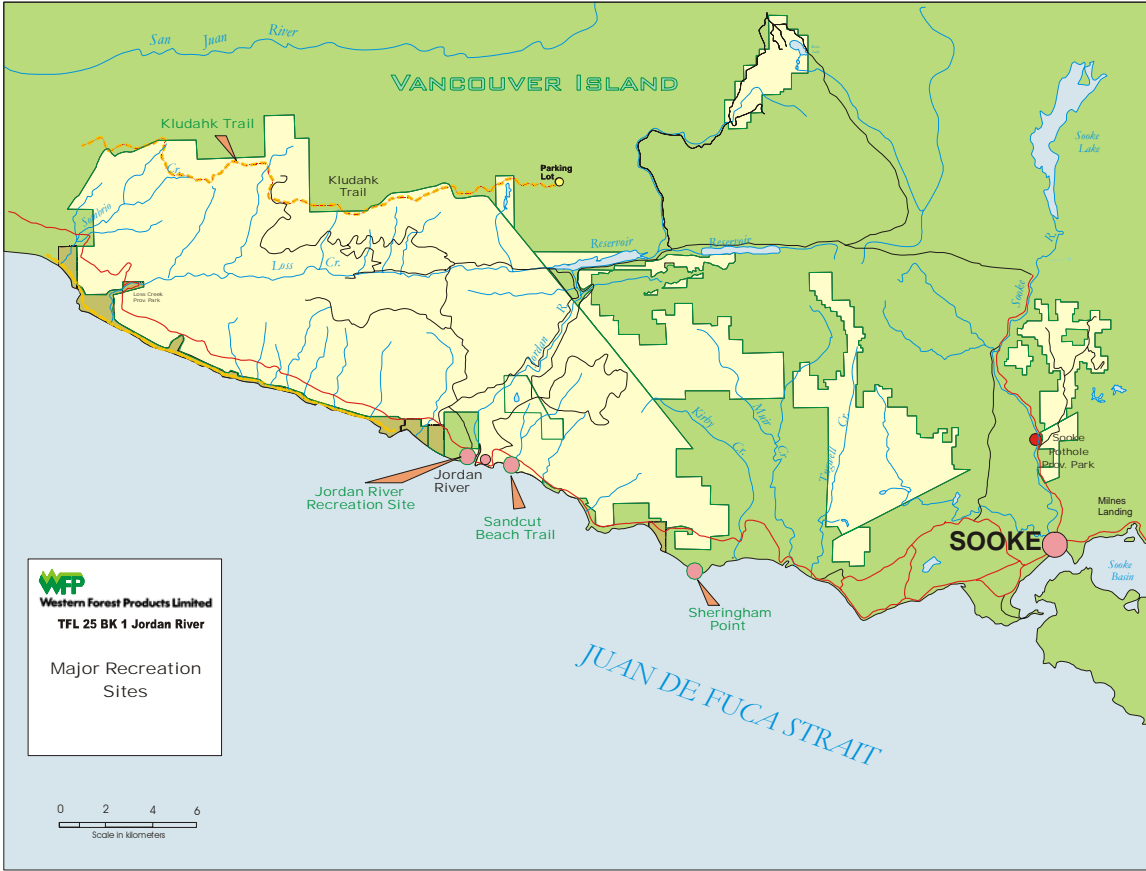 San Juan River
VANCOUVER ISLAND
Kludahk Trail
Sooke
Lake
Cr.
Parking
Lot
Kludahk
Trail
Sombrio
Reservoir
Reservoir
R.
Loss Cr.
Loss Creek
Prov. Park
Sooke
R.
Jordan
Kirby
Cr.
Muir
Cr.
Tugwell
Cr.
Sooke
Pothole
Prov. Park
Jordan
River
Jordan River
Recreation Site
Sandcut
Beach Trail
Milnes
Landing
SOOKE
Sooke
Basin
Sheringham
Point
JUAN DE FUCA STRAIT
WFP
Western Forest Products Limited
TFL 25 BK 1 Jordan River
Major Recreation
Sites
0 2 4 6
Scale in kilometers